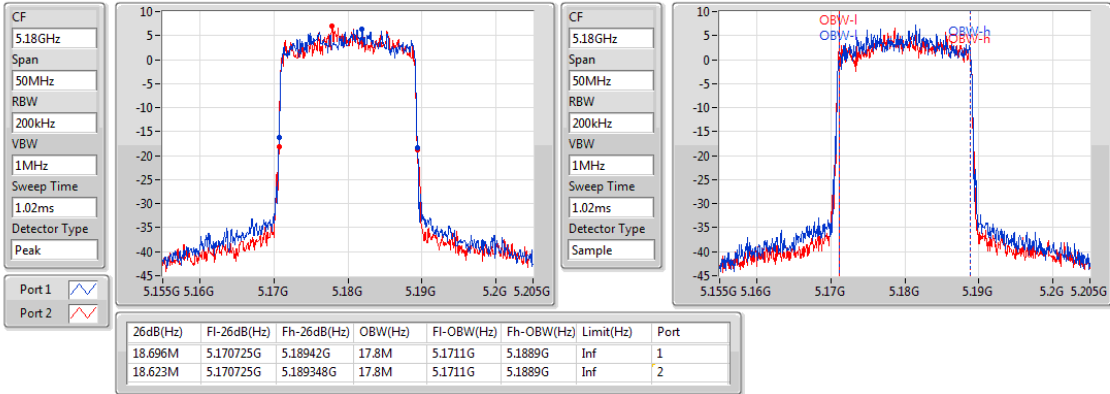 CF
5.18GHz
Span
50MHz
RBW
200kHz
VBW
1MHz
Sweep Time
1.02ms
Detector Type
Peak
Port 1
Port 2
10
5
0
-5
-10
-15
-20
-25
-30
-35
-40
-45
5.155G 5.16G 5.17G 5.18G 5.19G 5.2G 5.205G
CF
5.18GHz
Span
50MHz
RBW
200kHz
VBW
1MHz
Sweep Time
1.02ms
Detector Type
Sample
10
5
0
-5
-10
-15
-20
-25
-30
-35
-40
-45
OBW-l
OBW-l
OBW-h
OBW-h
5.155G 5.16G 5.17G 5.18G 5.19G 5.2G 5.205G
26dB(Hz) Fl-26dB(Hz) Fh-26dB(Hz) OBW(Hz) Fl-OBW(Hz) Fh-OBW(Hz) Limit(Hz) Port
18.696M 5.170725G 5.18942G 17.8M 5.1711G 5.1889G Inf 1
18.623M 5.170725G 5.189348G 17.8M 5.1711G 5.1889G Inf 2